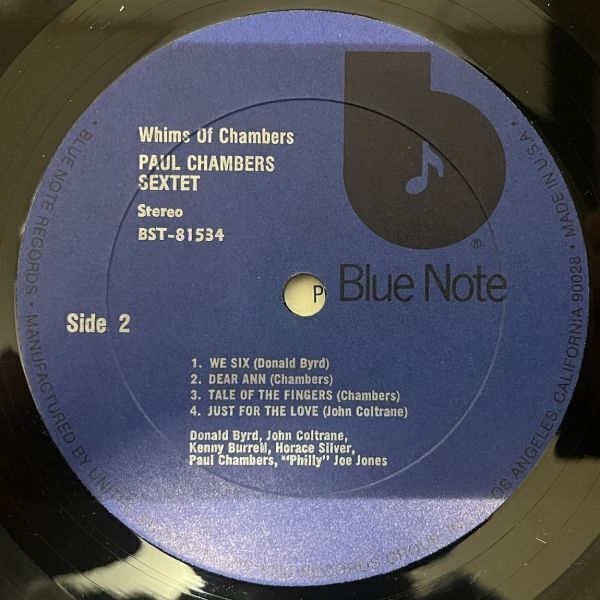 Whims Of Chambers
PAUL CHAMBERS
SEXTET
Stereo
BST-81534
b
®
P
Blue Note
Side 2
1. WE SIX (Donald Byrd)
2. DEAR ANN (Chambers)
3. TALE OF THE FINGERS (Chambers)
4. JUST FOR THE LOVE (John Coltrane)
Donald Byrd, John Coltrane,
Kenny Burrell, Horace Silver,
Paul Chambers, "Philly" Joe Jones
• BLUE NOTE RECORDS • MANUFACTURED BY RECORDS GROUP LOS ANGELES, CALIFORNIA 90028 • MADE IN U.S.A. •